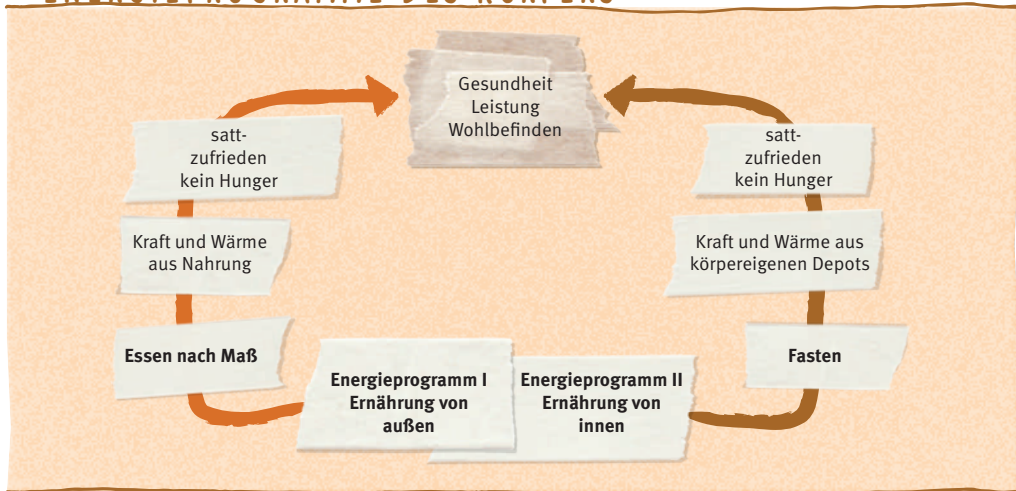 Gesundheit
Leistung
Wohlbefinden
satt-
zufrieden
kein Hunger
Kraft und Wärme
aus Nahrung
Essen nach Maß
Energieprogramm I
Ernährung von
außen
Energieprogramm II
Ernährung von
innen
Fasten
Kraft und Wärme aus
körpereigenen Depots
satt-
zufrieden
kein Hunger